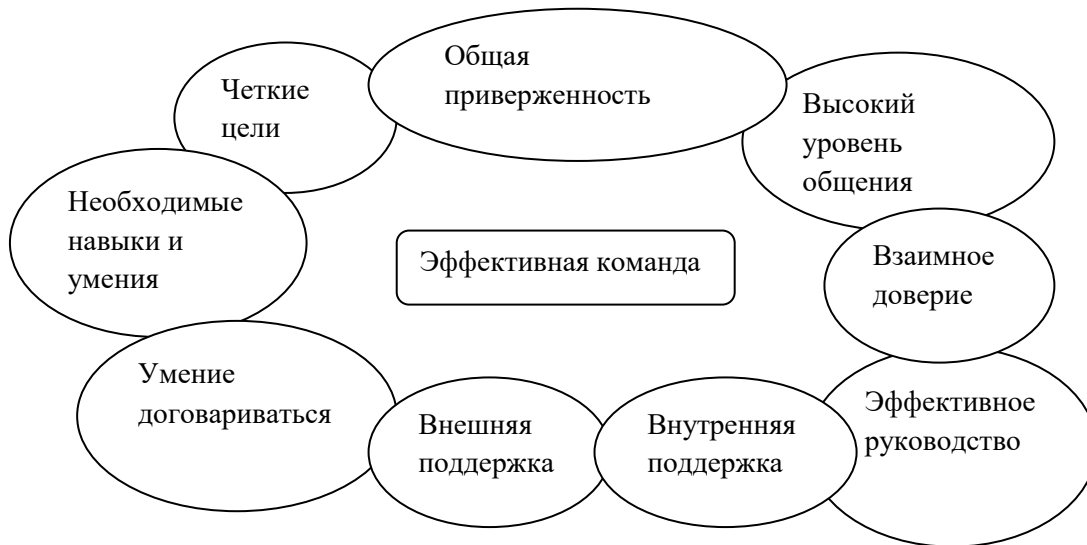 Общая
приверженность
Четкие
цели
Высокий
уровень
общения
Необходимые
навыки и
умения
Эффективная команда
Взаимное
доверие
Умение
договариваться
Эффективное
руководство
Внешняя
поддержка
Внутренняя
поддержка